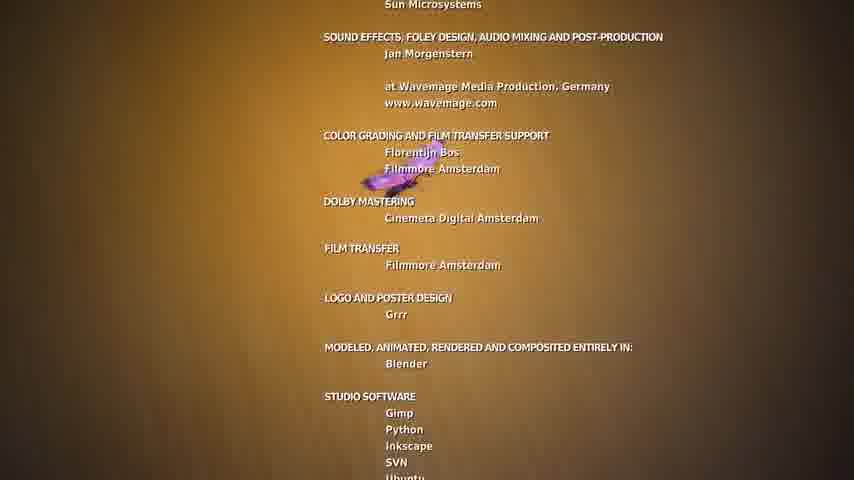 Sun Microsystems
SOUND EFFECTS, FOLEY DESIGN, AUDIO MIXING AND POST-PRODUCTION
Jan Morgenstern
at Wavemage Media Production, Germany
www.wavemage.com
COLOR GRADING AND FILM TRANSFER SUPPORT
Florentijn Bos
Filmmore Amsterdam
DOLBY MASTERING
Cinemeta Digital Amsterdam
FILM TRANSFER
Filmmore Amsterdam
LOGO AND POSTER DESIGN
Grrr
MODELED, ANIMATED, RENDERED AND COMPOSITED ENTIRELY IN:
Blender
STUDIO SOFTWARE
Gimp
Python
Inkscape
SVN
Ubuntu